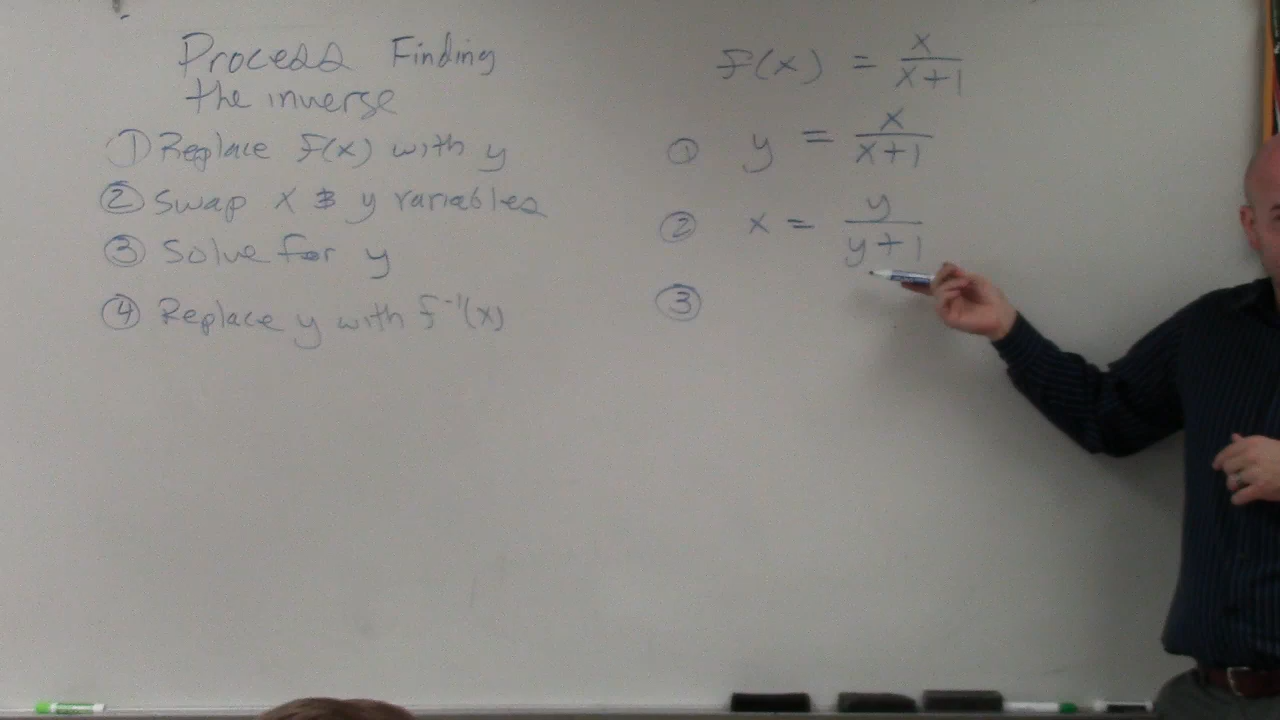 Process Finding
the inverse
① Replace f(x) with y
② Swap x & y variables
③ Solve for y
④ Replace y with f⁻¹(x)
f(x) = x/(x+1)
① y = x/(x+1)
② x = y/(y+1)
③